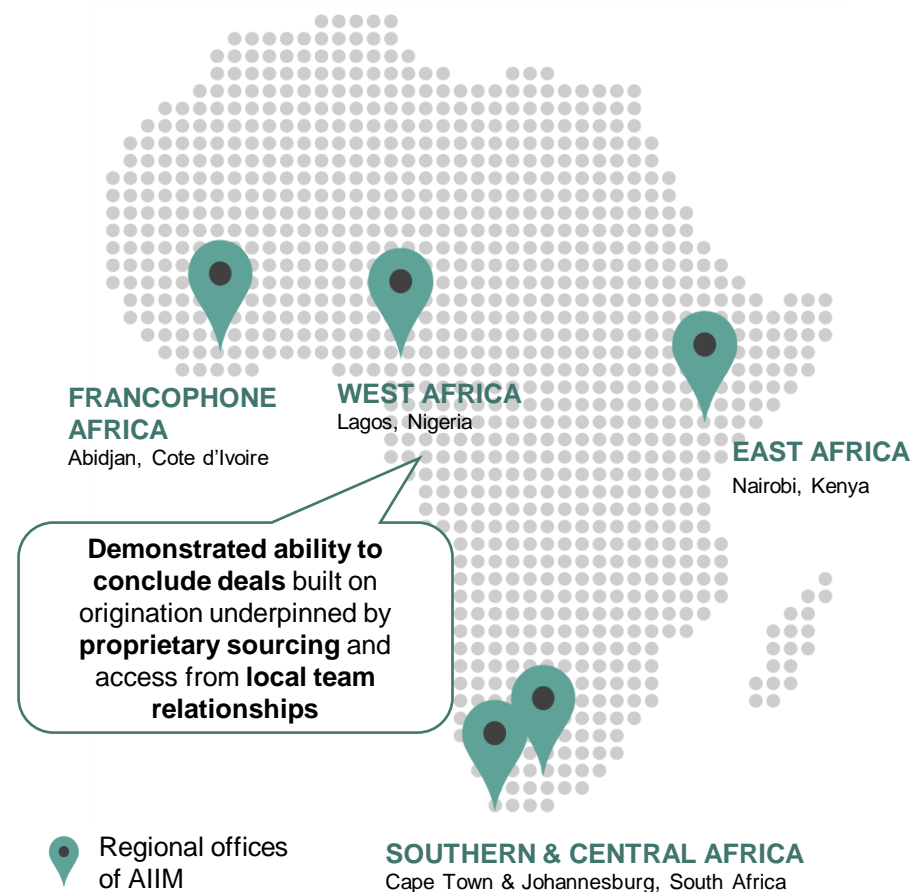 FRANCOPHONE
AFRICA
Abidjan, Cote d’Ivoire
WEST AFRICA
Lagos, Nigeria
EAST AFRICA
Nairobi, Kenya
Demonstrated ability to
conclude deals built on
origination underpinned by
proprietary sourcing and
access from local team
relationships
Regional offices
of AIIM
SOUTHERN & CENTRAL AFRICA
Cape Town & Johannesburg, South Africa